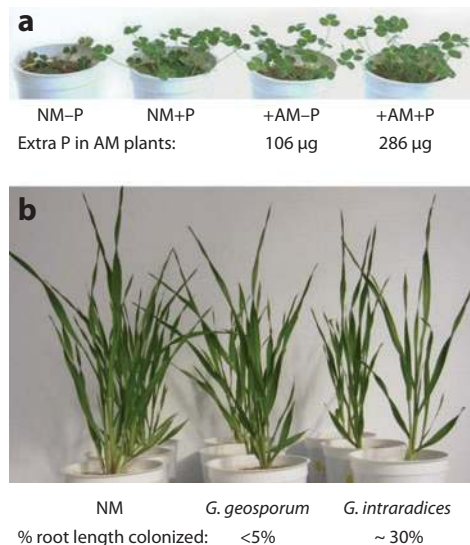 a
NM–P NM+P +AM–P +AM+P
Extra P in AM plants: 106 µg 286 µg
b
NM G. geosporum G. intraradices
% root length colonized: <5% ~ 30%